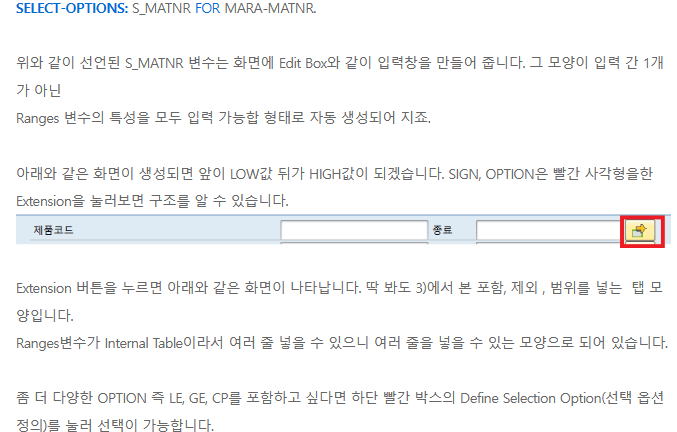 SELECT-OPTIONS: S_MATNR FOR MARA-MATNR.
위와 같이 선언된 S_MATNR 변수는 화면에 Edit Box와 같이 입력창을 만들어 줍니다. 그 모양이 입력 간 1개
가 아닌
Ranges 변수의 특성을 모두 입력 가능합 형태로 자동 생성되어 지죠.
아래와 같은 화면이 생성되면 앞이 LOW값 뒤가 HIGH값이 되겠습니다. SIGN, OPTION은 빨간 사각형을한
Extension을 눌러보면 구조를 알 수 있습니다.
제품코드 종료
Extension 버튼을 누르면 아래와 같은 화면이 나타납니다. 딱 봐도 3)에서 본 포함, 제외 , 범위를 넣는 탭 모
양입니다.
Ranges변수가 Internal Table이라서 여러 줄 넣을 수 있으니 여러 줄을 넣을 수 있는 모양으로 되어 있습니다.
좀 더 다양한 OPTION 즉 LE, GE, CP를 포함하고 싶다면 하단 빨간 박스의 Define Selection Option(선택 옵션
정의)를 눌러 선택이 가능합니다.